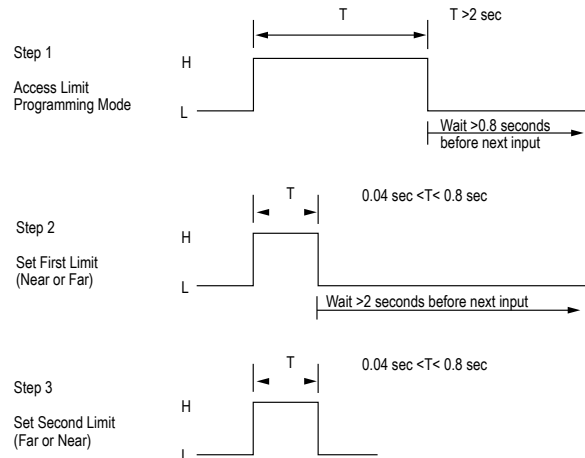 T
T >2 sec
Step 1
H
Access Limit
Programming Mode
L
Wait >0.8 seconds
before next input
T
0.04 sec <T< 0.8 sec
Step 2
H
Set First Limit
(Near or Far)
L
Wait >2 seconds before next input
T
0.04 sec <T< 0.8 sec
Step 3
H
Set Second Limit
(Far or Near)
L